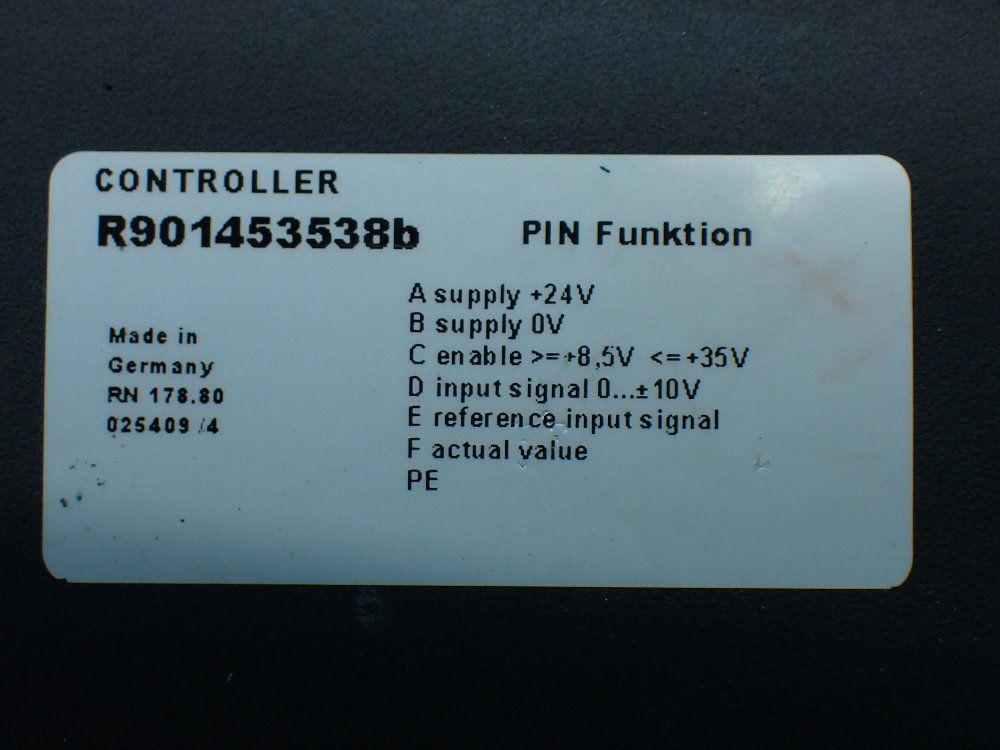 CONTROLLER
R901453538b
PIN Funktion
A supply +24V
B supply 0V
C enable >=+8,5V <=+35V
D input signal 0...±10V
E reference input signal
F actual value
PE
Made in
Germany
RN 178.80
025409 /4